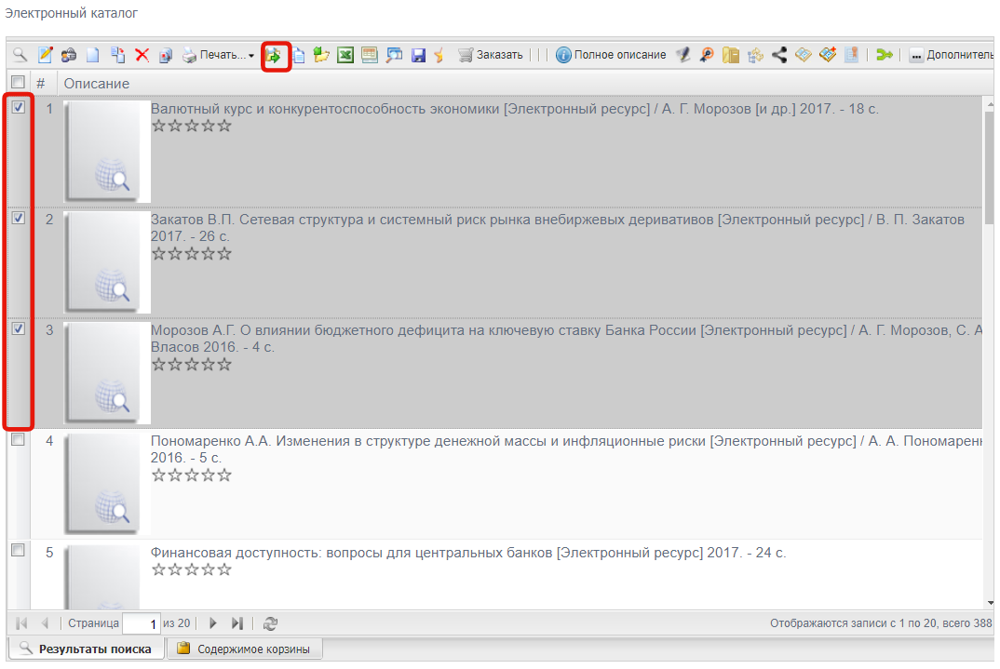 Электронный каталог
Печать... Заказать Полное описание ... Дополнитель
# Описание
1 Валютный курс и конкурентоспособность экономики [Электронный ресурс] / А. Г. Морозов [и др.] 2017. - 18 с.
2 Закатов В.П. Сетевая структура и системный риск рынка внебиржевых деривативов [Электронный ресурс] / В. П. Закатов
2017. - 26 с.
3 Морозов А.Г. О влиянии бюджетного дефицита на ключевую ставку Банка России [Электронный ресурс] / А. Г. Морозов, С. А
Власов 2016. - 4 с.
4 Пономаренко А.А. Изменения в структуре денежной массы и инфляционные риски [Электронный ресурс] / А. А. Пономаренк
2016. - 5 с.
5 Финансовая доступность: вопросы для центральных банков [Электронный ресурс] 2017. - 24 с.
Страница 1 из 20 Отображаются записи с 1 по 20, всего 388
Результаты поиска Содержимое корзины